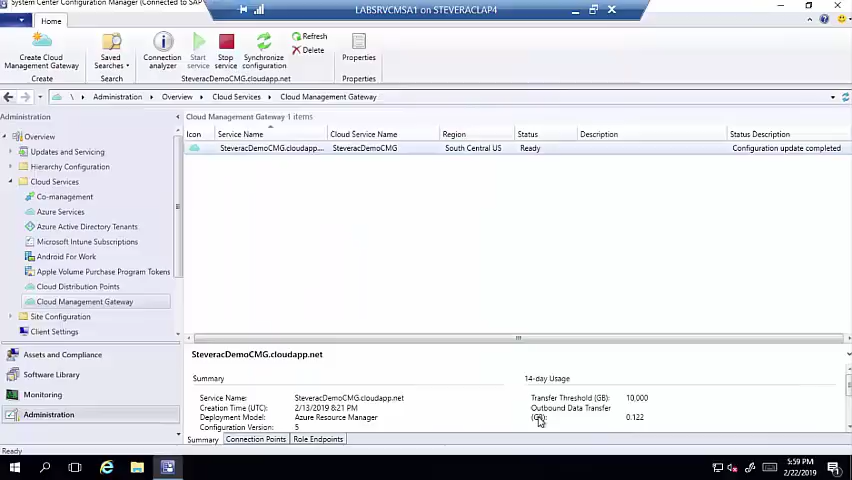 System Center Configuration Manager (Connected to SAP
LABSRVCMSA1 on STEVERACLAP4
Home
Create Cloud
Management Gateway
Saved
Searches
Connection
analyzer
Start
service
Stop
service
Synchronize
configuration
Refresh
Delete
Properties
Create
Search
SteveracDemoCMG.cloudapp.net
Properties
\ Administration Overview Cloud Services Cloud Management Gateway
Administration
Overview
Updates and Servicing
Hierarchy Configuration
Cloud Services
Co-management
Azure Services
Azure Active Directory Tenants
Microsoft Intune Subscriptions
Android For Work
Apple Volume Purchase Program Tokens
Cloud Distribution Points
Cloud Management Gateway
Site Configuration
Client Settings
Assets and Compliance
Software Library
Monitoring
Administration
Cloud Management Gateway 1 items
Icon Service Name Cloud Service Name Region Status Description Status Description
SteveracDemoCMG.cloudapp... SteveracDemoCMG South Central US Ready Configuration update completed
SteveracDemoCMG.cloudapp.net
Summary
Service Name: SteveracDemoCMG.cloudapp.net
Creation Time (UTC): 2/13/2019 8:21 PM
Deployment Model: Azure Resource Manager
Configuration Version: 5
14-day Usage
Transfer Threshold (GB): 10,000
Outbound Data Transfer
(GB): 0.122
Summary Connection Points Role Endpoints
Ready
5:59 PM
2/22/2019